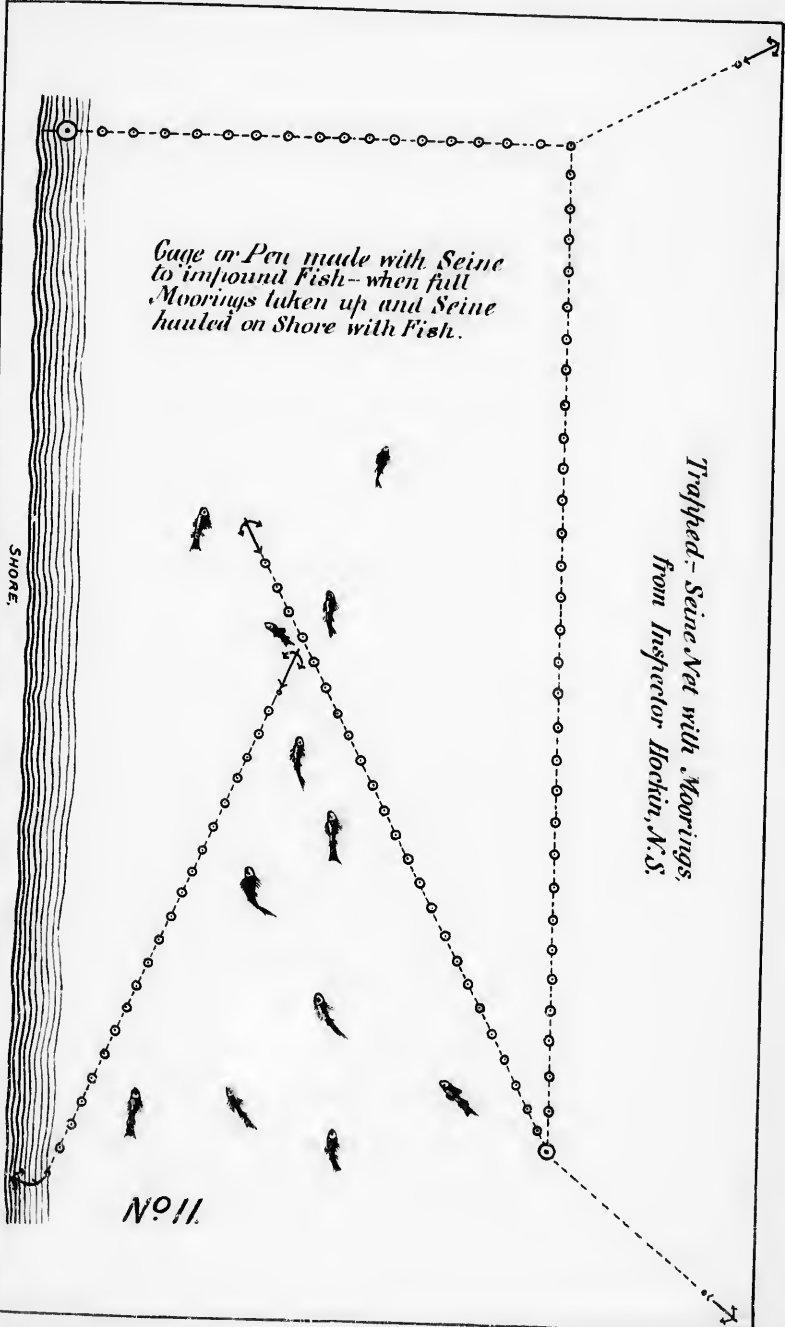 Trapped:- Seine Net with Moorings,
from Inspector Hockin, N.S.
Gage or Pen made with Seine
to impound Fish-- when full
Moorings taken up and Seine
hauled on Shore with Fish.
SHORE.
Nº 11.